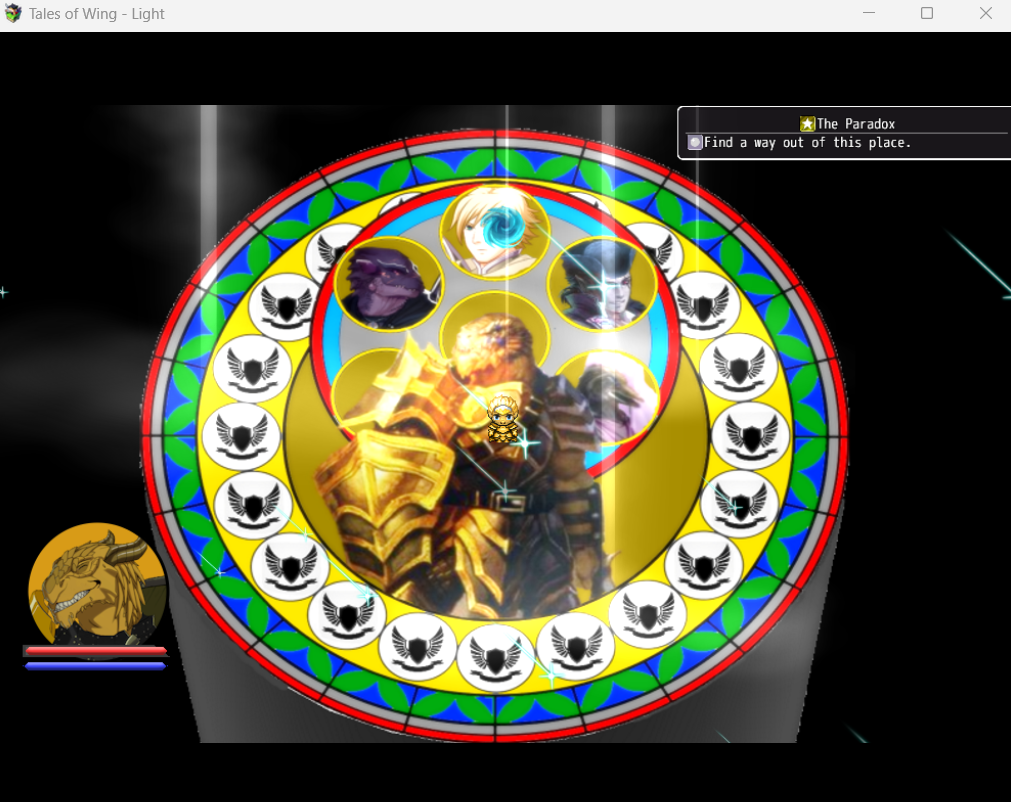 Tales of Wing - Light
The Paradox
Find a way out of this place.